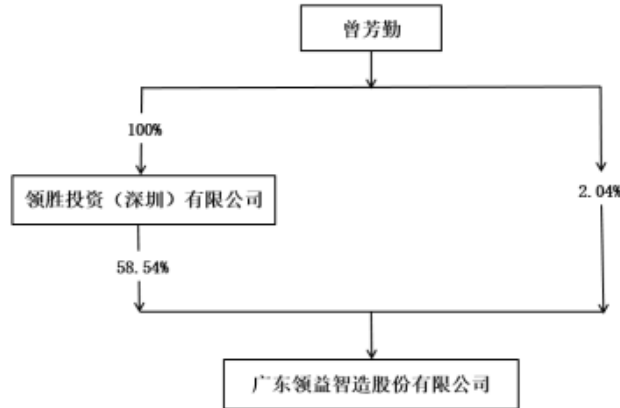 曾芳勤
100%
领胜投资（深圳）有限公司
2.04%
58.54%
广东领益智造股份有限公司